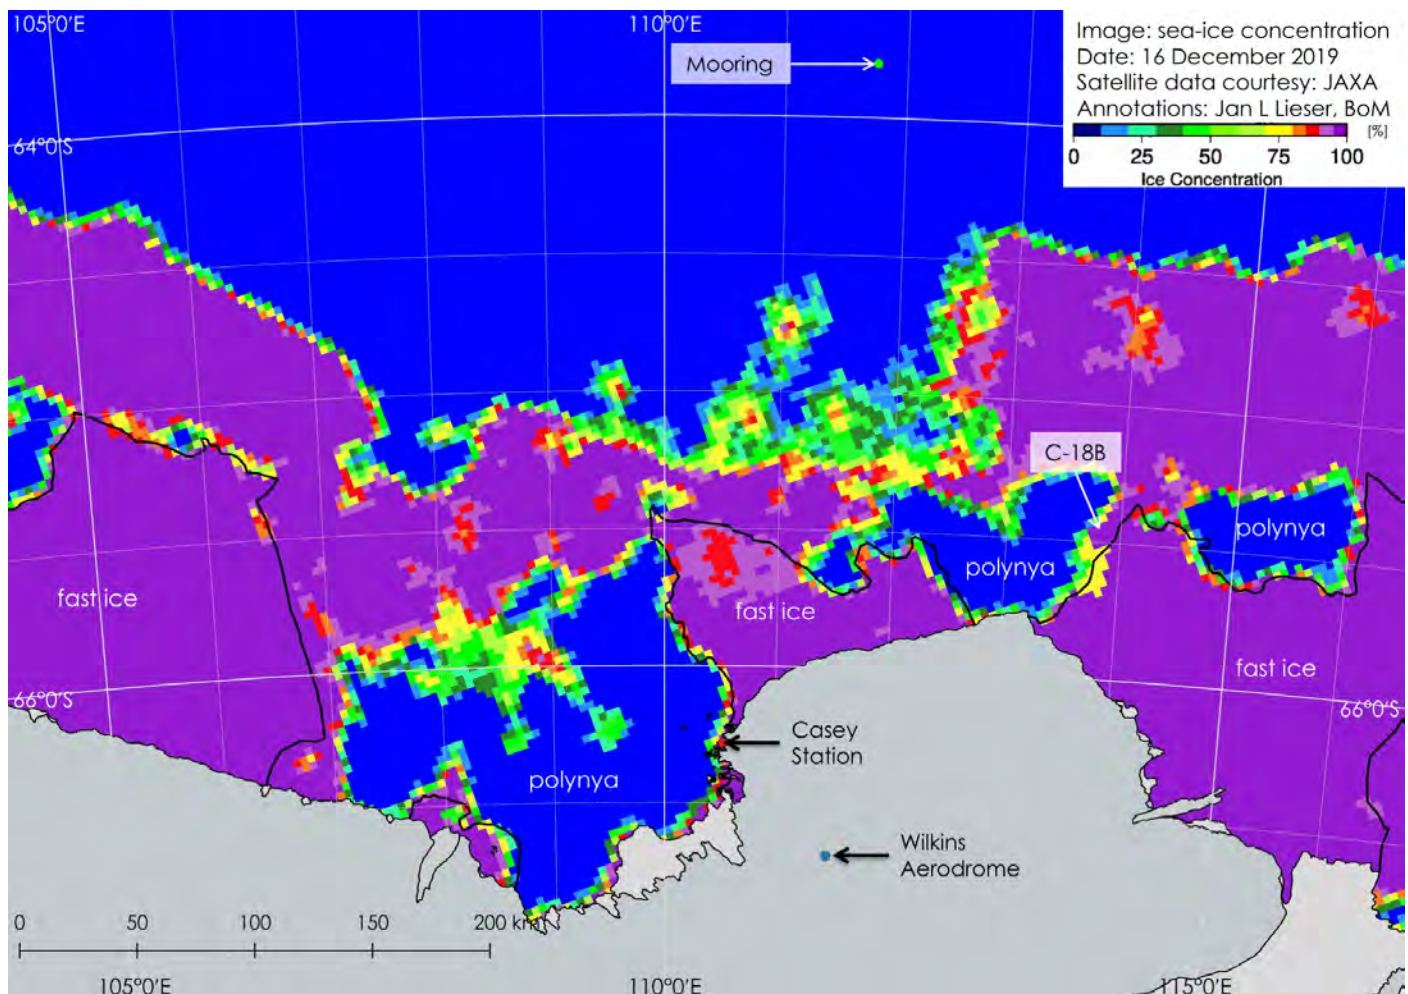 105°0'E
110°0'E
Mooring
Image: sea-ice concentration
Date: 16 December 2019
Satellite data courtesy: JAXA
Annotations: Jan L Lieser, BoM
[%]
0 25 50 75 100
Ice Concentration
64°0'S
C-18B
polynya
polynya
fast ice
fast ice
fast ice
66°0'S
66°0'S
Casey
Station
polynya
Wilkins
Aerodrome
0 50 100 150 200 km
105°0'E
110°0'E
115°0'E